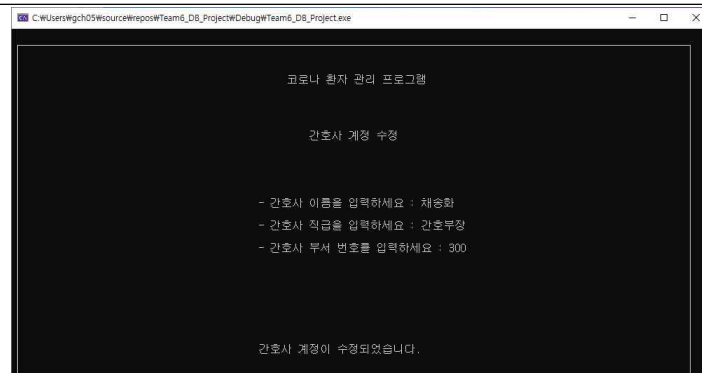 C:₩Users₩gch05₩source₩repos₩Team6_DB_Project₩Debug₩Team6_DB_Project.exe
코로나 환자 관리 프로그램
간호사 계정 수정
- 간호사 이름을 입력하세요 : 채송화
- 간호사 직급을 입력하세요 : 간호부장
- 간호사 부서 번호를 입력하세요 : 300
간호사 계정이 수정되었습니다.